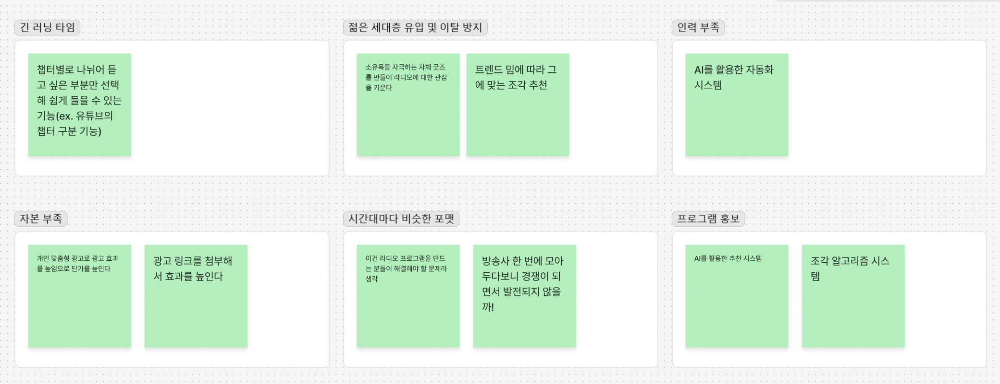 긴 러닝 타임
챕터별로 나뉘어 듣
고 싶은 부분만 선택
해 쉽게 들을 수 있는
기능(ex. 유튜브의
챕터 구분 기능)
젊은 세대층 유입 및 이탈 방지
소유욕을 자극하는 자체 굿즈
를 만들어 라디오에 대한 관심
을 키운다
트렌드 밈에 따라 그
에 맞는 조각 추천
인력 부족
AI를 활용한 자동화
시스템
자본 부족
개인 맞춤형 광고로 광고 효과
를 높임으로 단가를 높인다
광고 링크를 첨부해
서 효과를 높인다
시간대마다 비슷한 포맷
이건 라디오 프로그램을 만드
는 분들이 해결해야 할 문제라
생각
방송사 한 번에 모아
두다보니 경쟁이 되
면서 발전되지 않을
까!
프로그램 홍보
AI를 활용한 추천 시스템
조각 알고리즘 시스
템